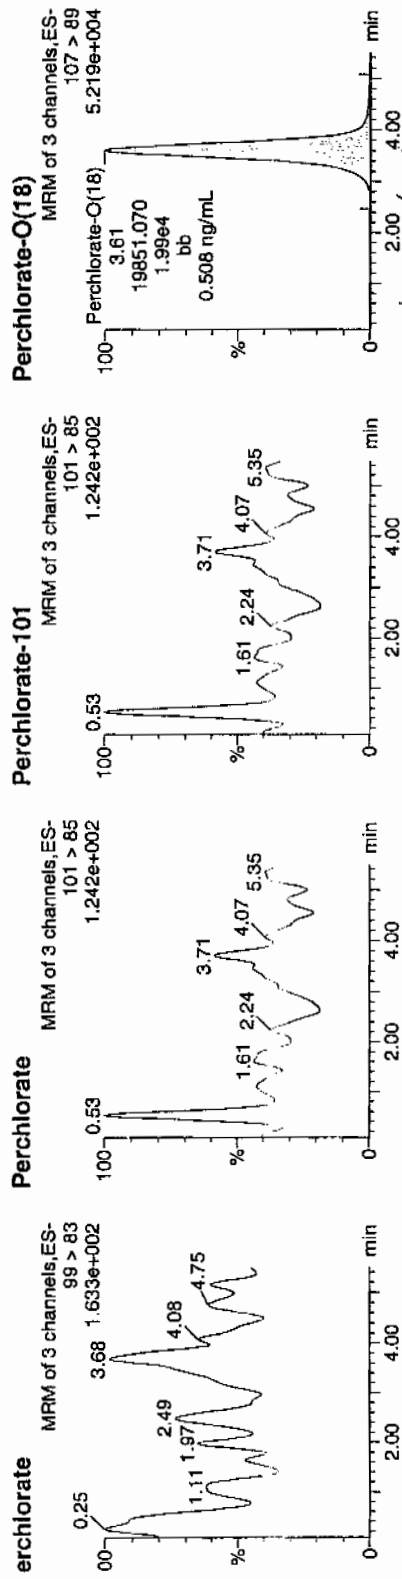 erchlorate
MRM of 3 channels,ES-
99 > 83
1.633e+002
0.25
1.11
1.97
2.49
3.68
4.08
4.75
00
%
0
2.00
4.00
min
Perchlorate
MRM of 3 channels,ES-
101 > 85
1.242e+002
0.53
1.61
2.24
3.71
4.07
5.35
100
%
0
2.00
4.00
min
Perchlorate-101
MRM of 3 channels,ES-
101 > 85
1.242e+002
0.53
1.61
2.24
3.71
4.07
5.35
100
%
0
2.00
4.00
min
Perchlorate-O(18)
MRM of 3 channels,ES-
107 > 89
5.219e+004
Perchlorate-O(18)
3.61
19851.070
1.99e4
bb
0.508 ng/mL
100
%
0
2.00
4.00
min